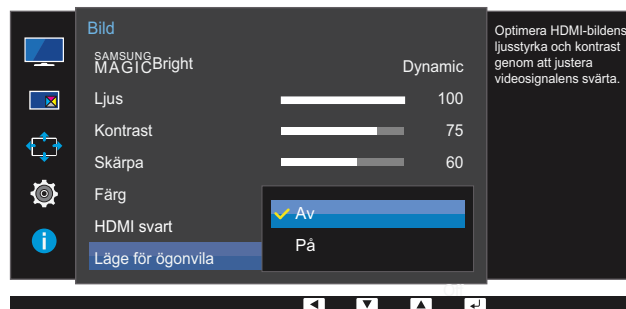 Bild
SAMSUNG
MAGICBright Dynamic
Ljus 100
Kontrast 75
Skärpa 60
Färg
HDMI svart
Läge för ögonvila
Av
På
Optimera HDMI-bildens
ljusstyrka och kontrast
genom att justera
videosignalens svärta.